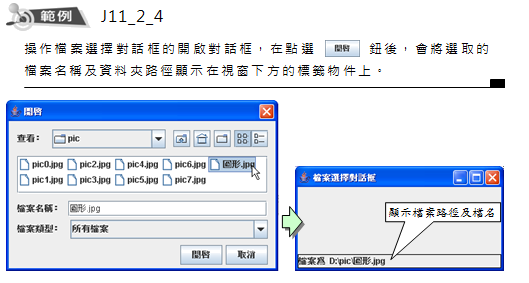 範例 J11_2_4
操作檔案選擇對話框的開啟對話框，在點選 開啓 鈕後，會將選取的
檔案名稱及資料夾路徑顯示在視窗下方的標籤物件上。
開啓
查看： pic
pic0.jpg pic2.jpg pic4.jpg pic6.jpg 圖形.jpg
pic1.jpg pic3.jpg pic5.jpg pic7.jpg
檔案名稱： 圖形.jpg
檔案類型： 所有檔案
開啓 取消
檔案選擇對話框
顯示檔案路徑及檔名
檔案爲 D:\pic\圖形.jpg